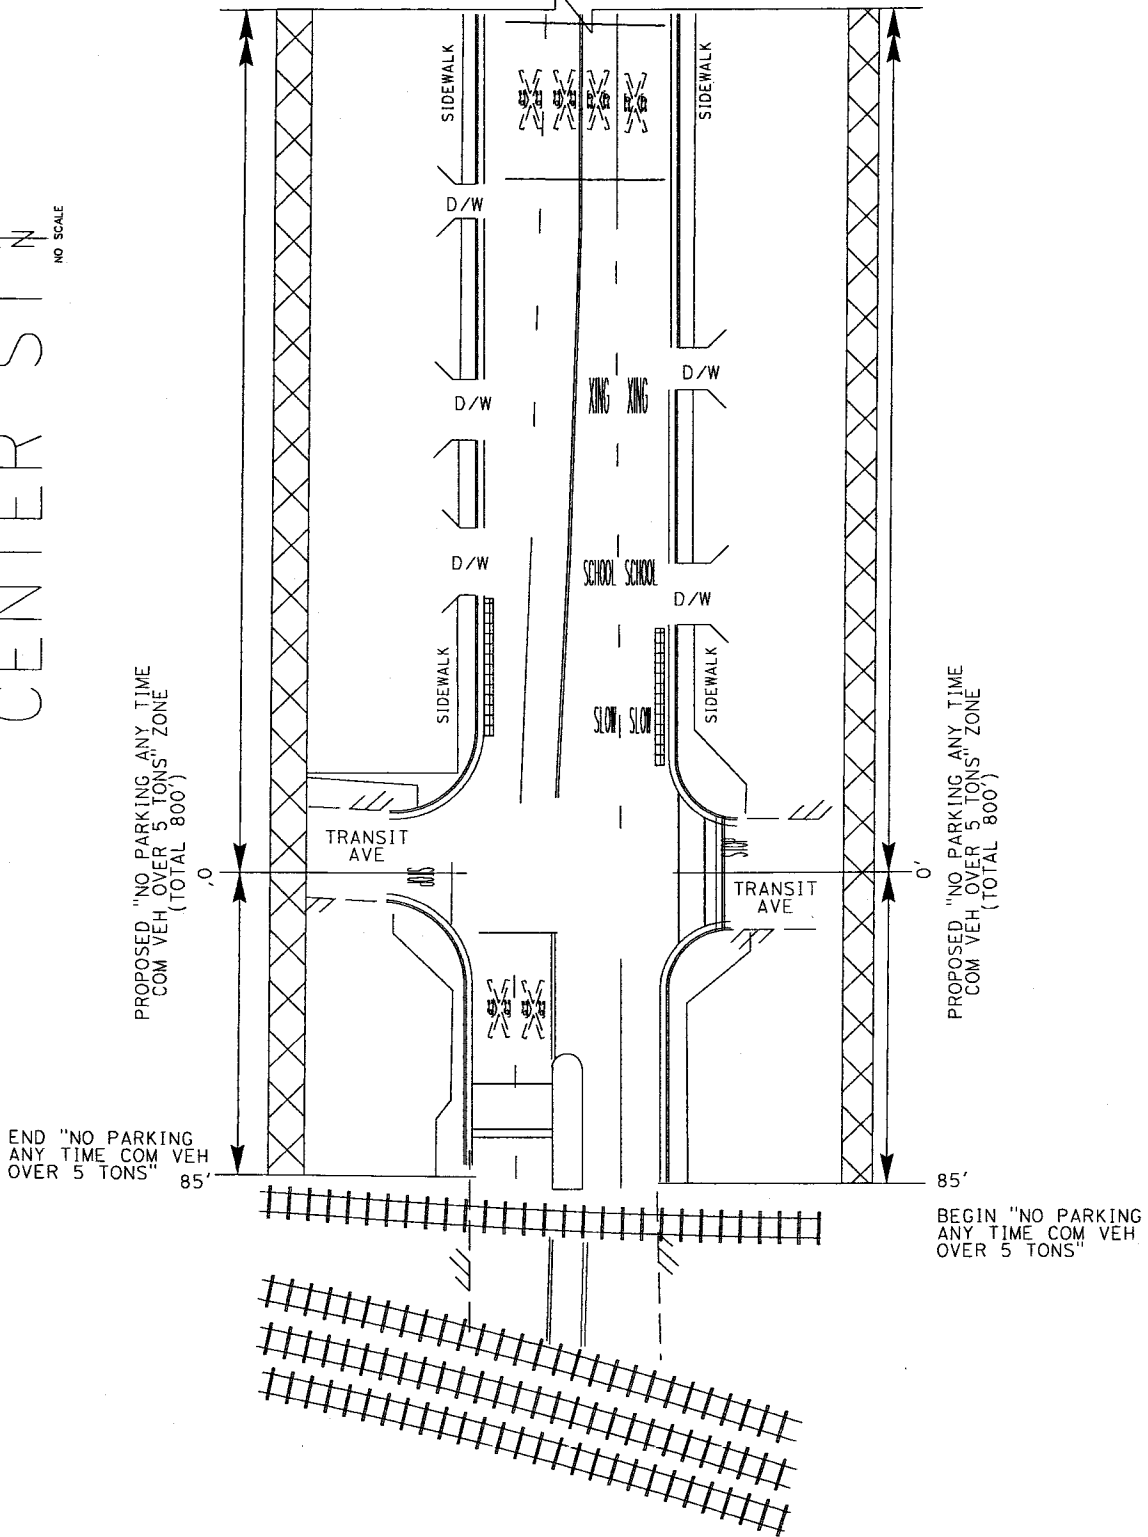 CENTER ST
N
NO SCALE
SIDEWALK
SIDEWALK
D/W
D/W
D/W
XING XING
D/W
D/W
SCHOOL SCHOOL
D/W
SIDEWALK
SIDEWALK
SLOW SLOW
PROPOSED "NO PARKING ANY TIME
COM VEH OVER 5 TONS" ZONE
(TOTAL 800')
PROPOSED "NO PARKING ANY TIME
COM VEH OVER 5 TONS" ZONE
(TOTAL 800')
TRANSIT
AVE
STOP
STOP
0'
0'
TRANSIT
AVE
END "NO PARKING
ANY TIME COM VEH
OVER 5 TONS"
85'
85'
BEGIN "NO PARKING
ANY TIME COM VEH
OVER 5 TONS"